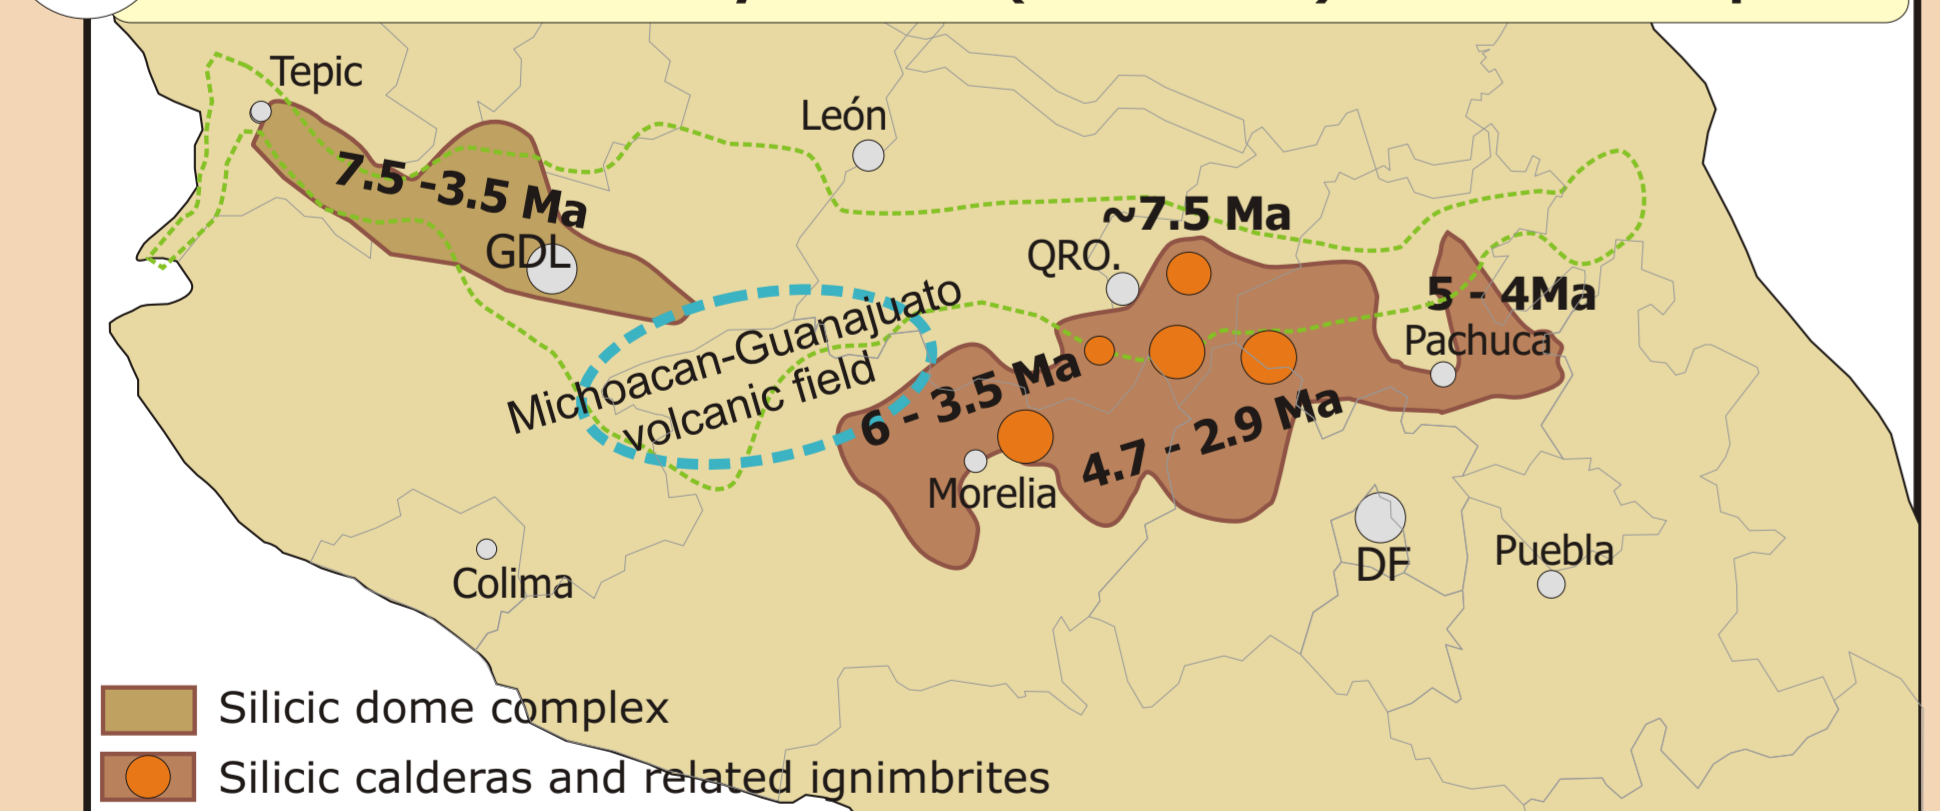 Tepic
León
7.5 -3.5 Ma
~7.5 Ma
GDL
QRO.
5 - 4Ma
Michoacan-Guanajuato
volcanic field
Pachuca
6 - 3.5 Ma
4.7 - 2.9 Ma
Morelia
DF
Puebla
Colima
Silicic dome complex
Silicic calderas and related ignimbrites